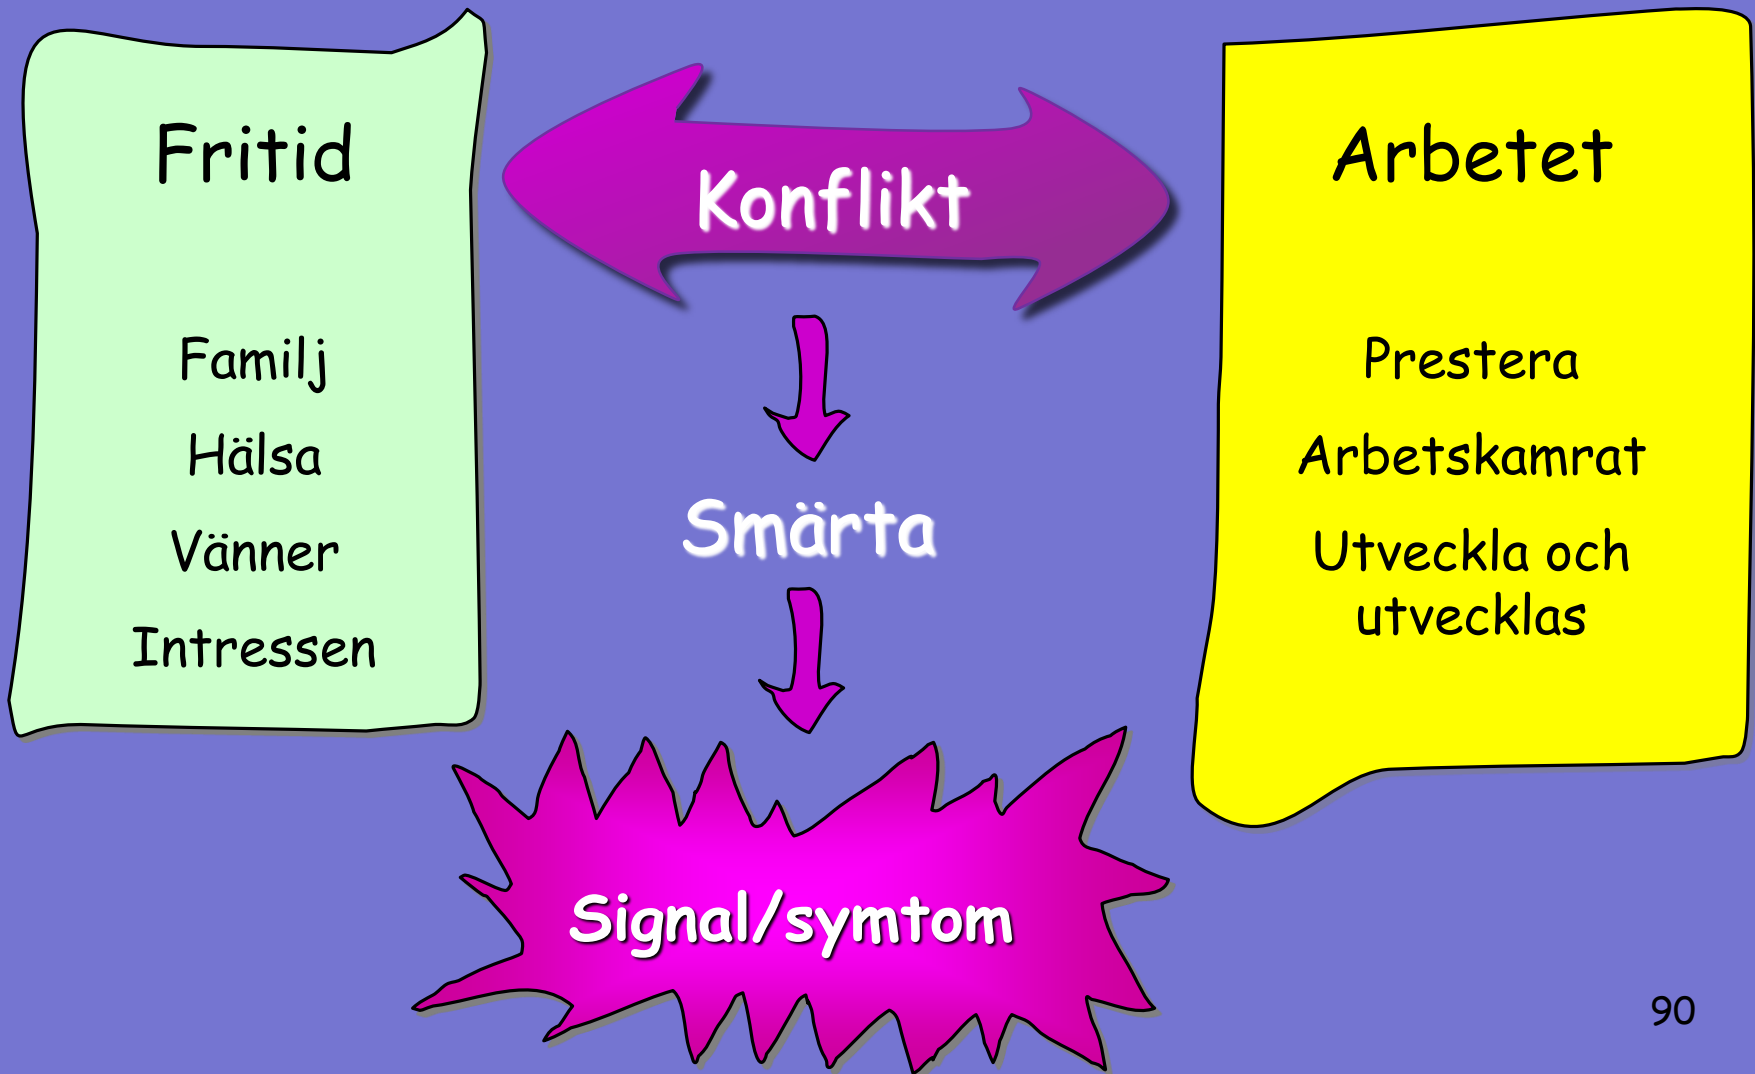 Fritid
Familj
Hälsa
Vänner
Intressen
Konflikt
Smärta
Signal/symtom
Arbetet
Prestera
Arbetskamrat
Utveckla och
utvecklas
90